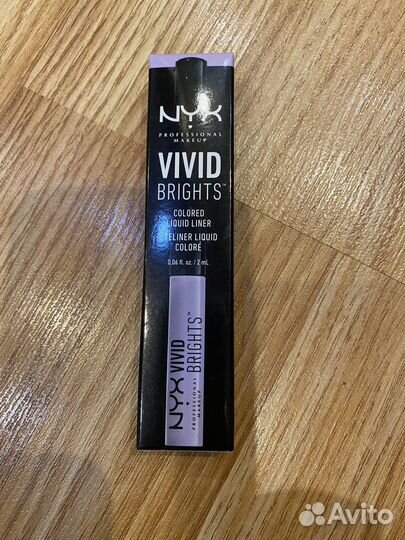 NYX
PROFESSIONAL
MAKEUP
VIVID
BRIGHTS™
COLORED
LIQUID LINER
EYELINER LIQUID
COLORÉ
0.06 fl. oz. / 2 mL
NYX VIVID
PROFESSIONAL
MAKEUP
BRIGHTS™
Avito